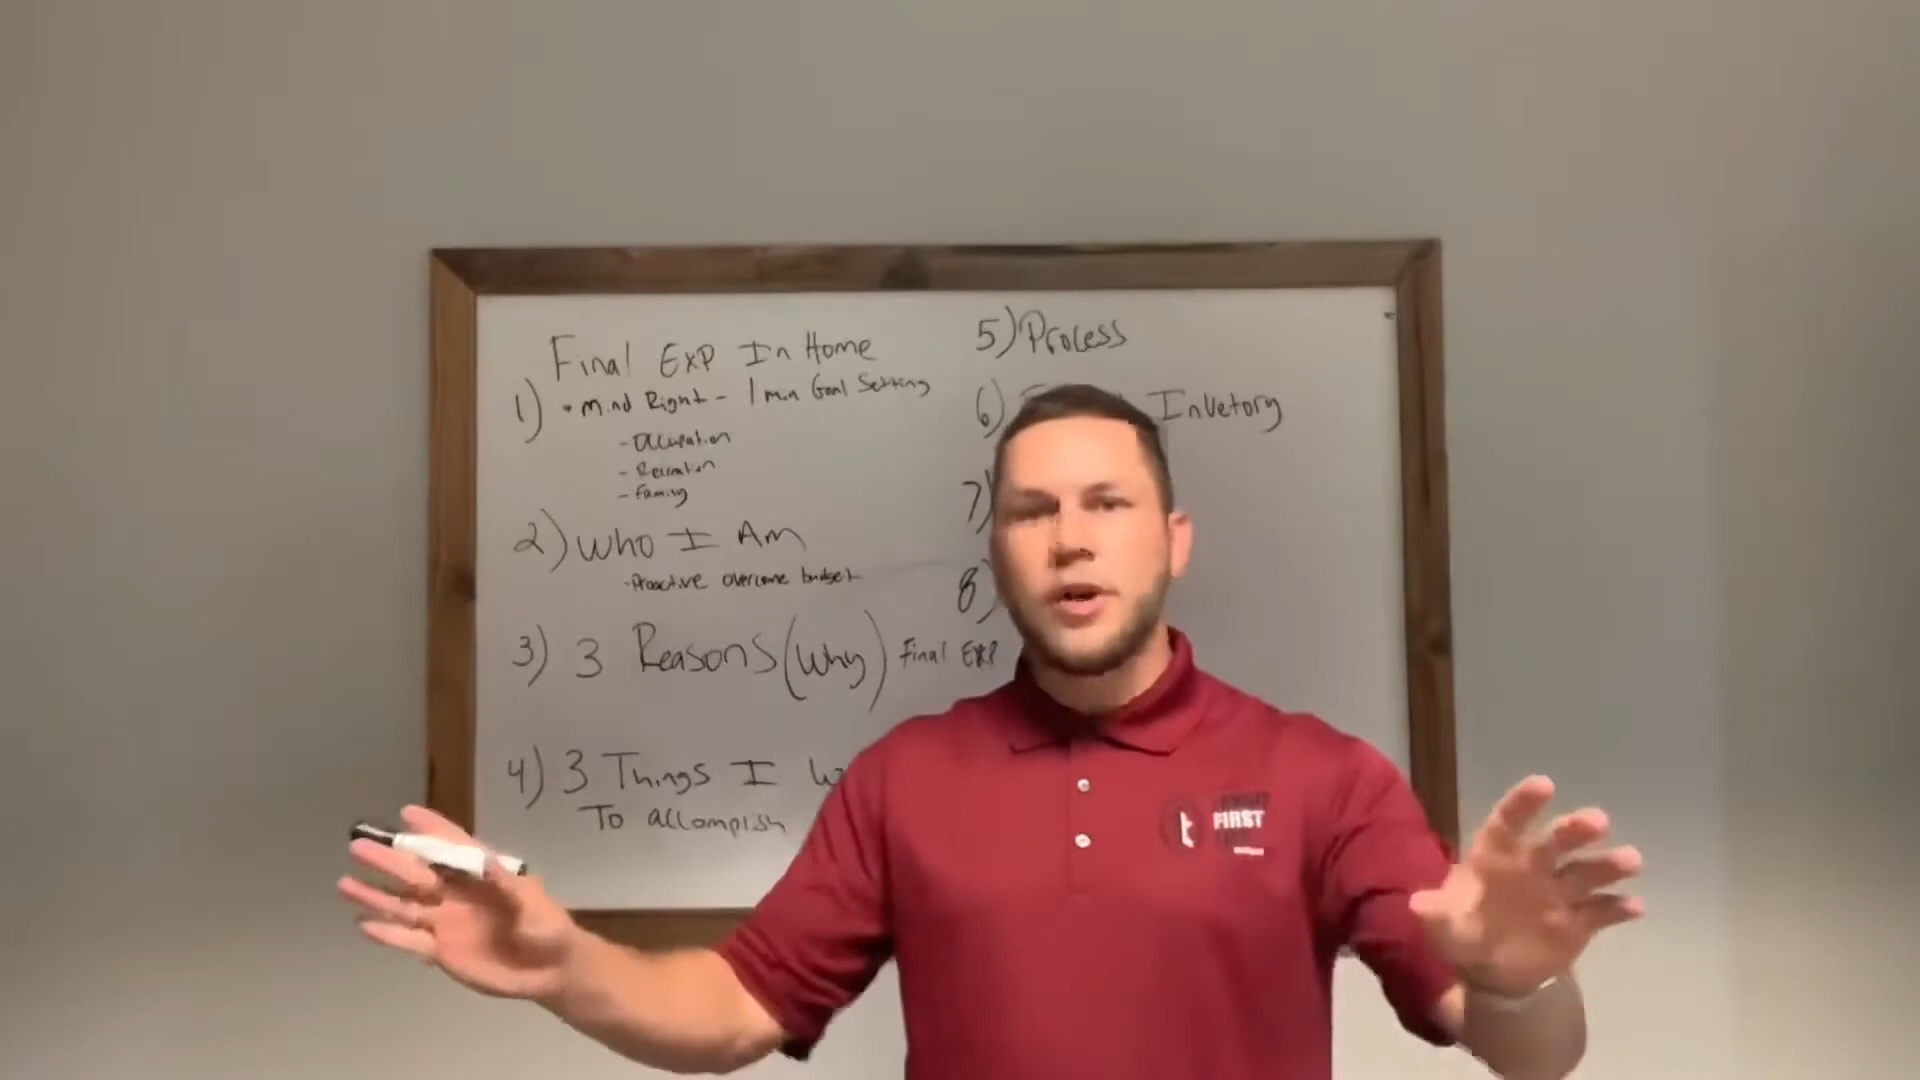 Final Exp In Home
1) • Mind Right - 1 min Goal Setting
- Occupation
- Recreation
- Family
2) Who I Am
- Proactive overcome budget
3) 3 Reasons (Why) Final EXP
4) 3 Things I
To accomplish
5) Process
6) Invetory
7)
8)
FIRST